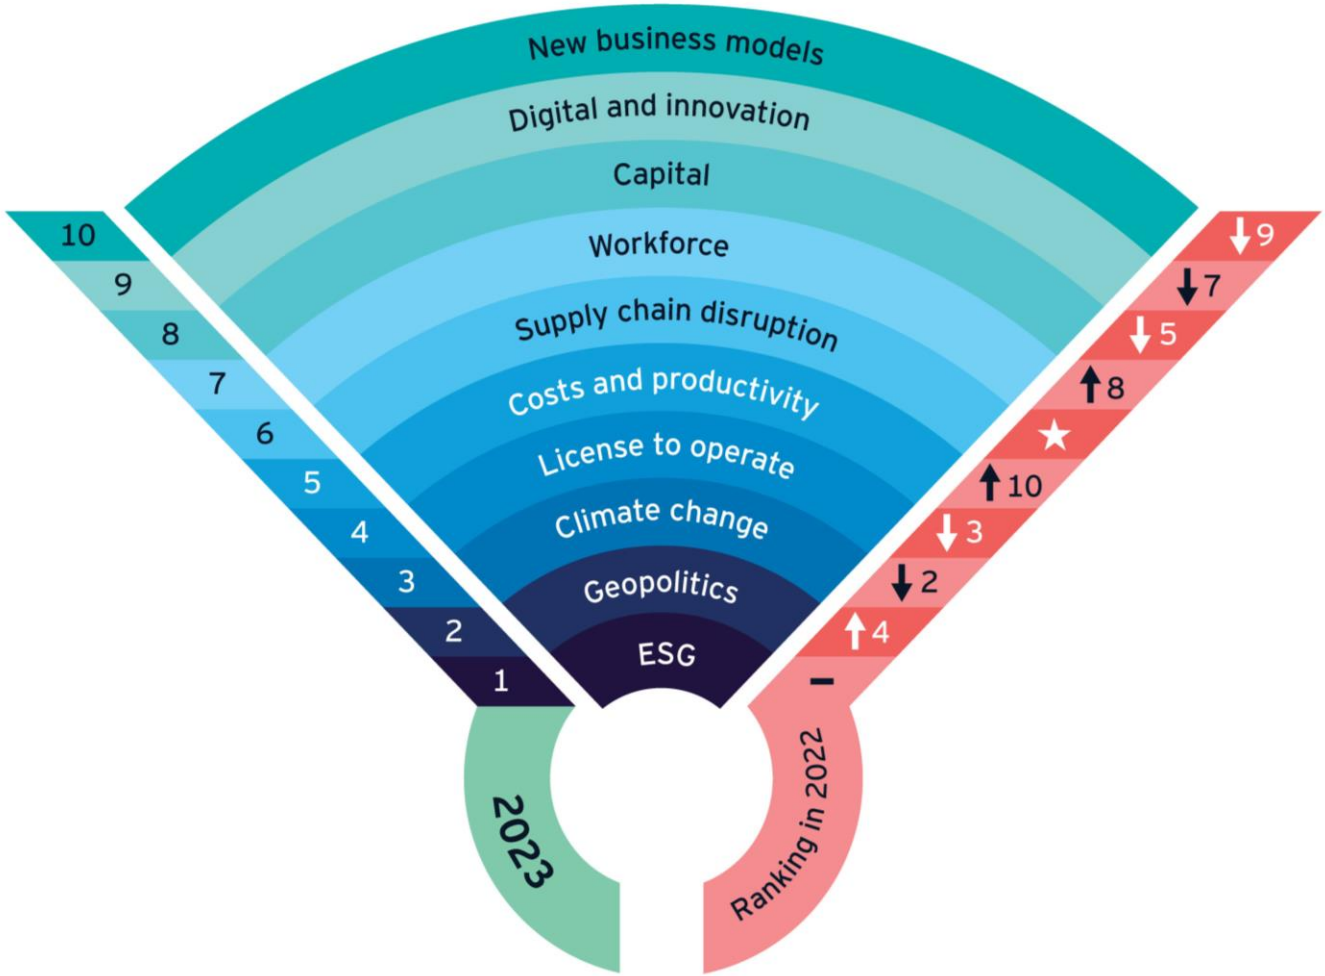 New business models
Digital and innovation
Capital
Workforce
Supply chain disruption
Costs and productivity
License to operate
Climate change
Geopolitics
ESG
10
9
8
7
6
5
4
3
2
1
2023
↓9
↓7
↓5
↑8
★
↑10
↓3
↓2
↑4
–
Ranking in 2022